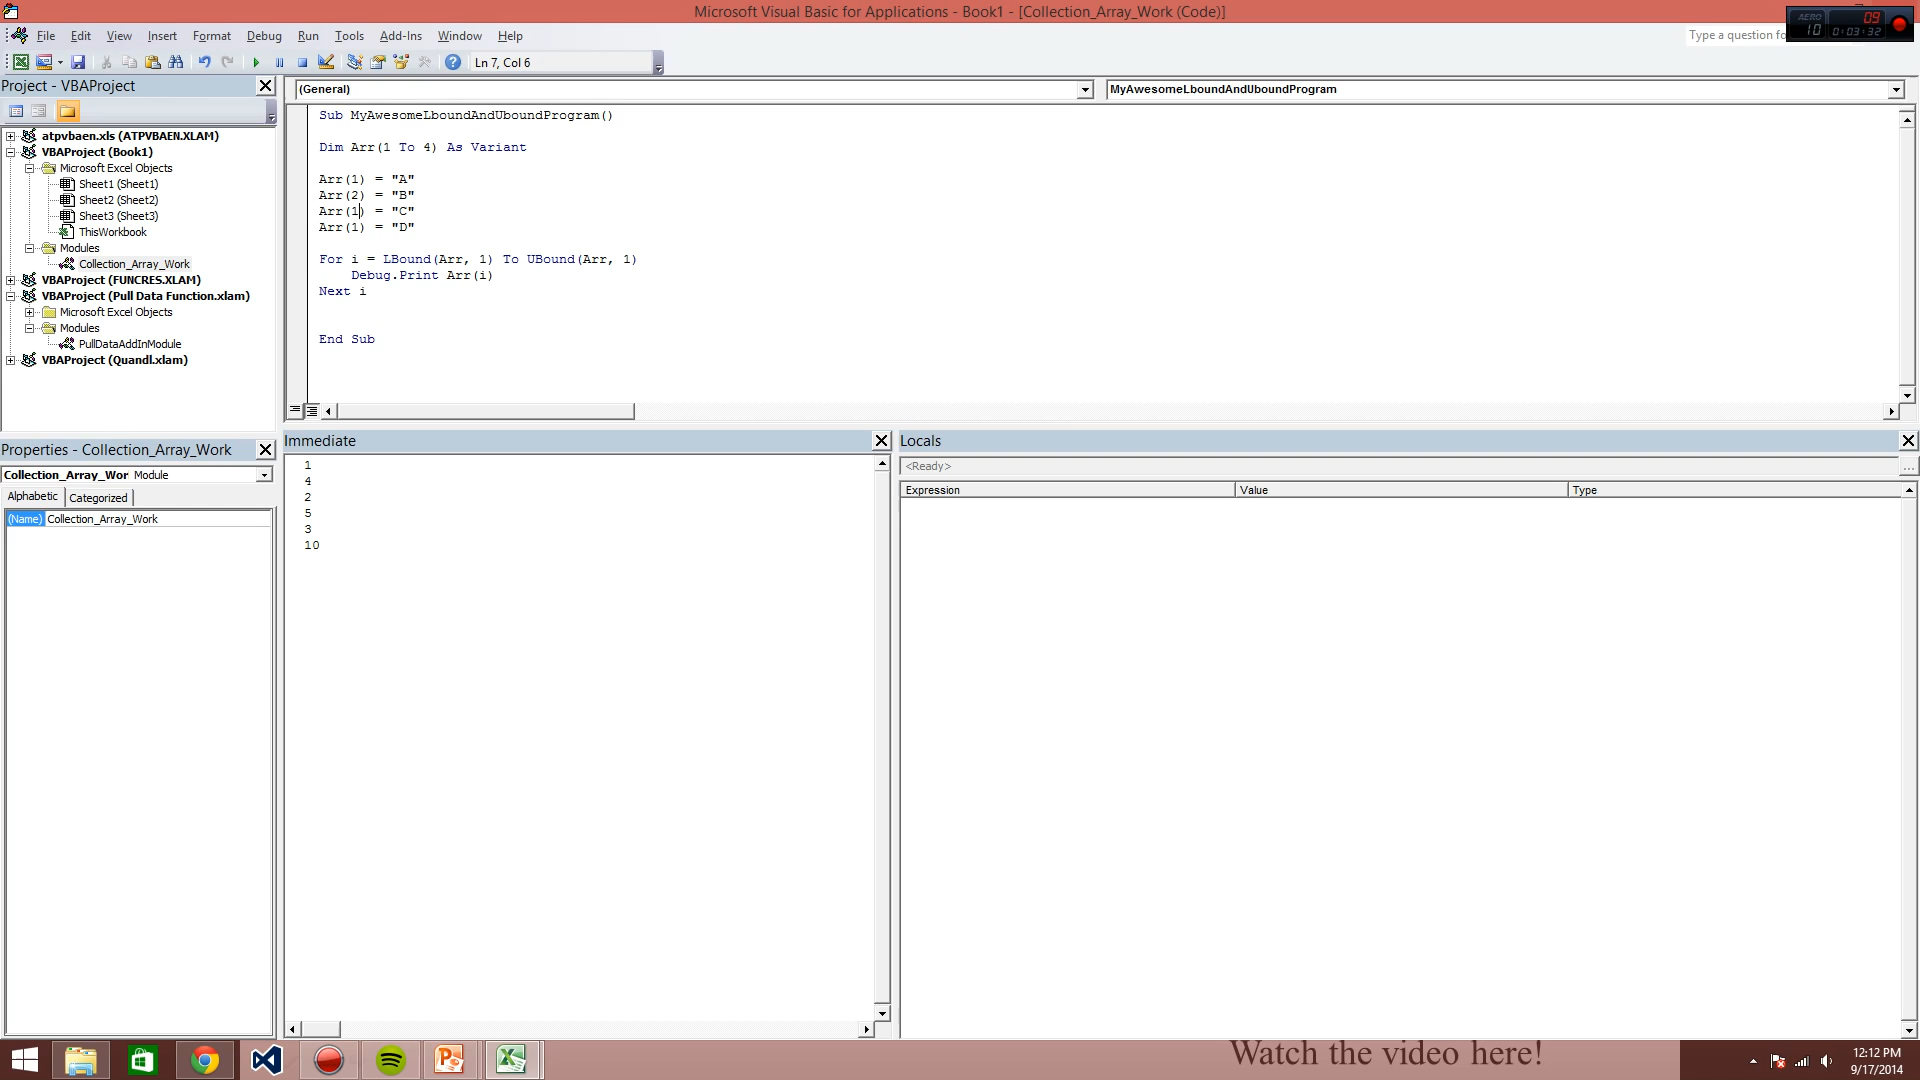 Microsoft Visual Basic for Applications - Book1 - [Collection_Array_Work (Code)]
File Edit View Insert Format Debug Run Tools Add-Ins Window Help
Type a question fo
AERO 10 09 0:03:32
Ln 7, Col 6
Project - VBAProject
(General)
MyAwesomeLboundAndUboundProgram
atpvbaen.xls (ATPVBAEN.XLAM)
VBAProject (Book1)
Microsoft Excel Objects
Sheet1 (Sheet1)
Sheet2 (Sheet2)
Sheet3 (Sheet3)
ThisWorkbook
Modules
Collection_Array_Work
VBAProject (FUNCRES.XLAM)
VBAProject (Pull Data Function.xlam)
Microsoft Excel Objects
Modules
PullDataAddInModule
VBAProject (Quandl.xlam)
Sub MyAwesomeLboundAndUboundProgram()
Dim Arr(1 To 4) As Variant
Arr(1) = "A"
Arr(2) = "B"
Arr(1) = "C"
Arr(1) = "D"
For i = LBound(Arr, 1) To UBound(Arr, 1)
Debug.Print Arr(i)
Next i
End Sub
Properties - Collection_Array_Work
Collection_Array_Wor Module
Alphabetic Categorized
(Name) Collection_Array_Work
Immediate
1
4
2
5
3
10
Locals
<Ready>
...
Expression Value Type
Watch the video here!
12:12 PM
9/17/2014